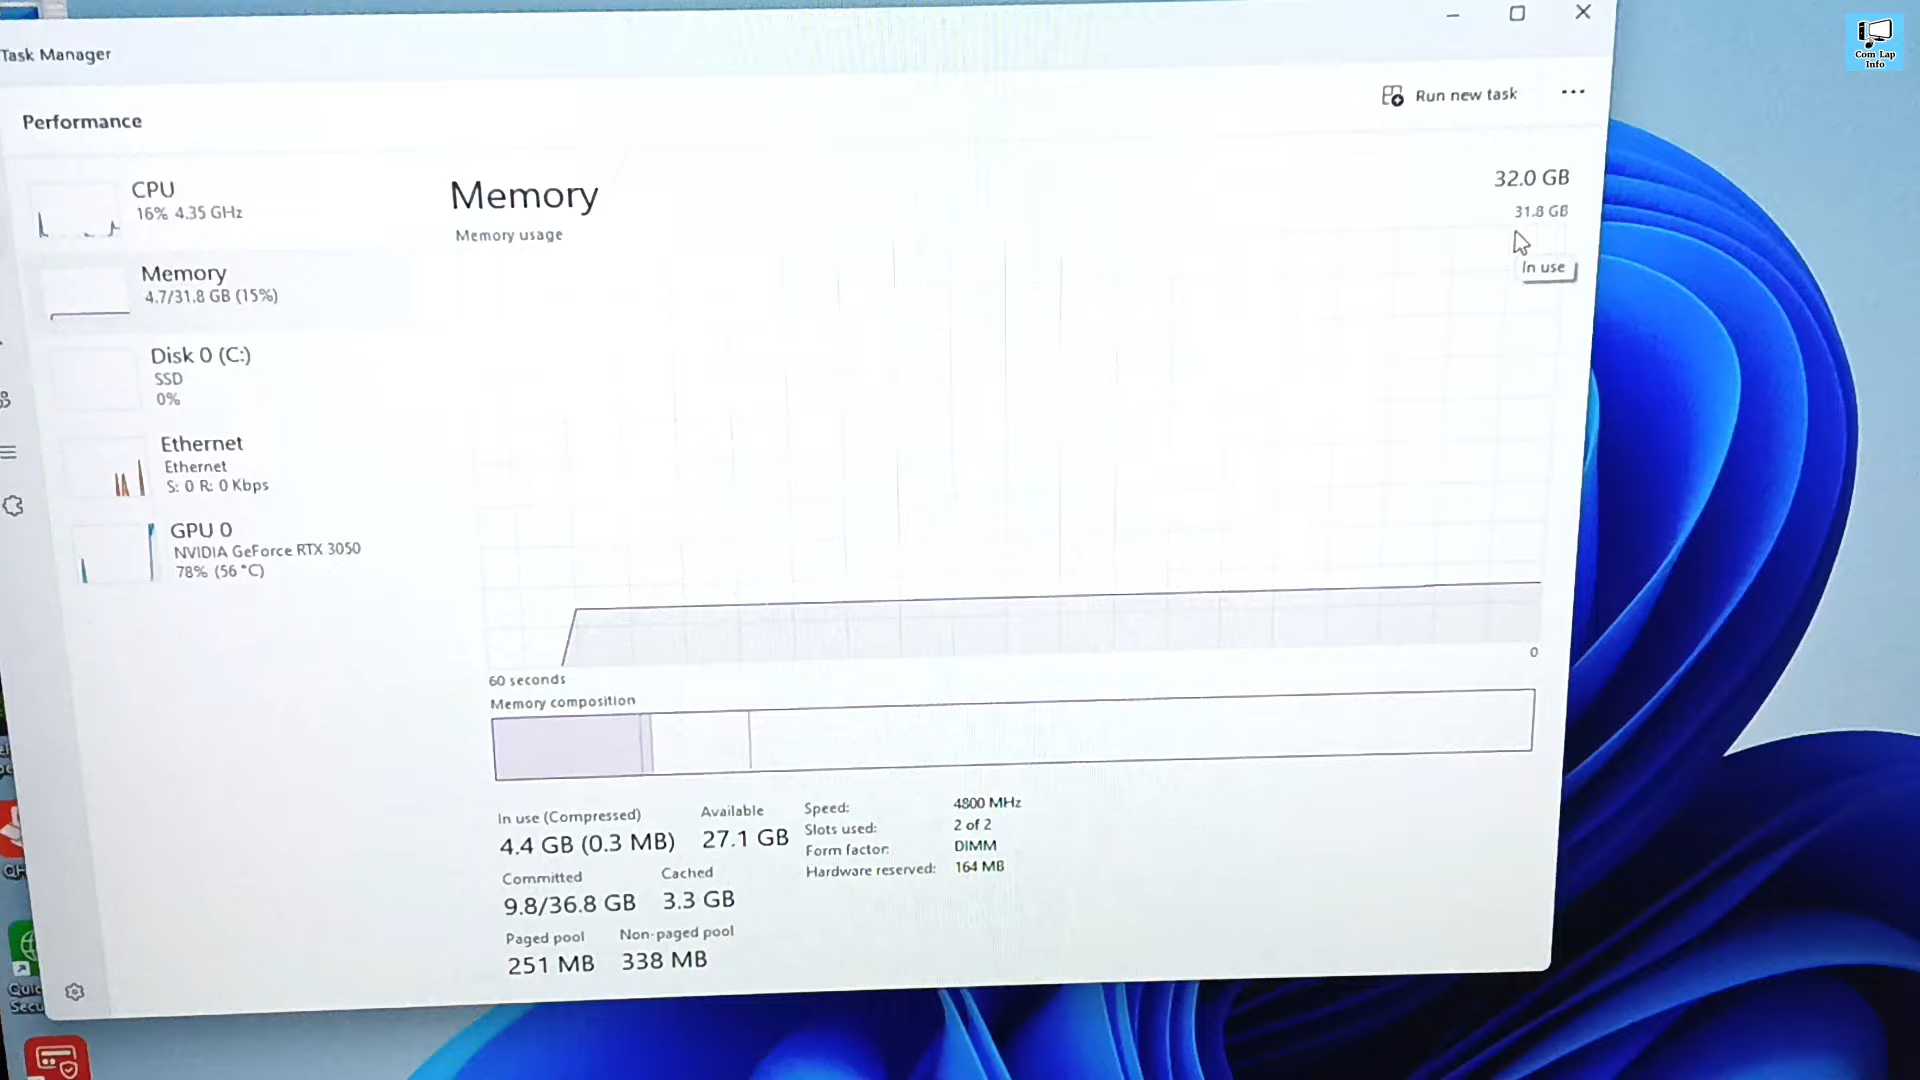 Task Manager
Com Lap
Info
Performance
Run new task
CPU
16% 4.35 GHz
Memory
4.7/31.8 GB (15%)
Disk 0 (C:)
SSD
0%
Ethernet
Ethernet
S: 0 R: 0 Kbps
GPU 0
NVIDIA GeForce RTX 3050
78% (56 °C)
Memory
32.0 GB
Memory usage
31.8 GB
In use
60 seconds
0
Memory composition
In use (Compressed)
4.4 GB (0.3 MB)
Available
27.1 GB
Committed
9.8/36.8 GB
Cached
3.3 GB
Paged pool
251 MB
Non-paged pool
338 MB
Speed: 4800 MHz
Slots used: 2 of 2
Form factor: DIMM
Hardware reserved: 164 MB